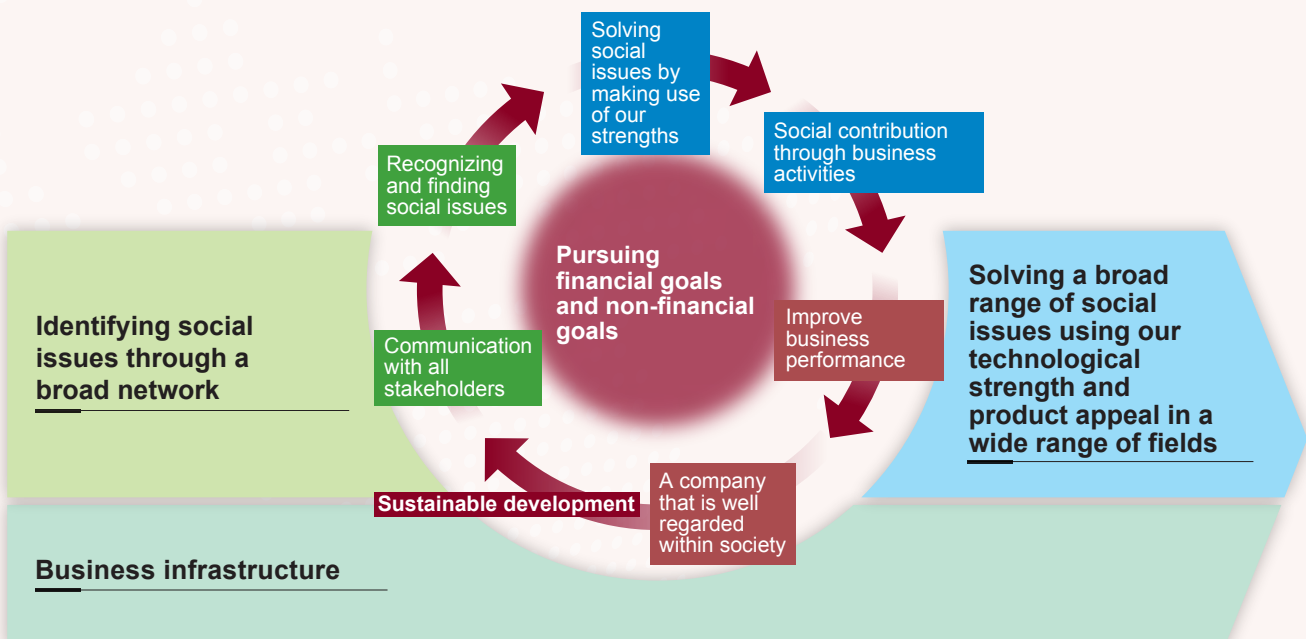 Solving
social
issues by
making use
of our
strengths
Social contribution
through business
activities
Recognizing
and finding
social issues
Pursuing
financial goals
and non-financial
goals
Identifying social
issues through a
broad network
Communication
with all
stakeholders
Improve
business
performance
Solving a broad
range of social
issues using our
technological
strength and
product appeal in a
wide range of fields
Sustainable development
A company
that is well
regarded
within society
Business infrastructure